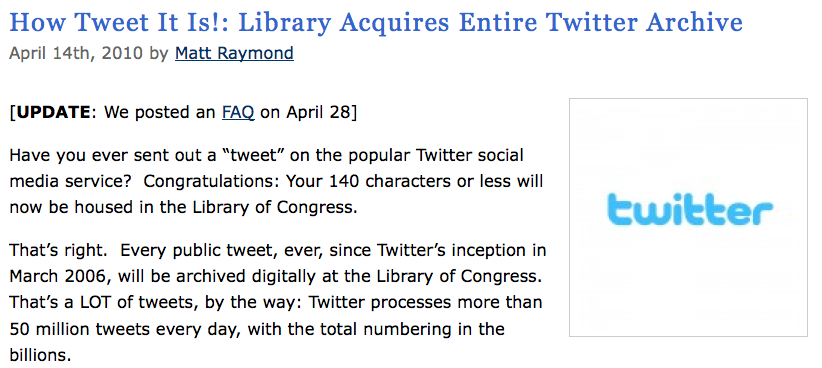 How Tweet It Is!: Library Acquires Entire Twitter Archive
April 14th, 2010 by Matt Raymond
[UPDATE: We posted an FAQ on April 28]
Have you ever sent out a “tweet” on the popular Twitter social
media service?  Congratulations: Your 140 characters or less will
now be housed in the Library of Congress.
That’s right.  Every public tweet, ever, since Twitter’s inception in
March 2006, will be archived digitally at the Library of Congress.
That’s a LOT of tweets, by the way: Twitter processes more than
50 million tweets every day, with the total numbering in the
billions.
twitter